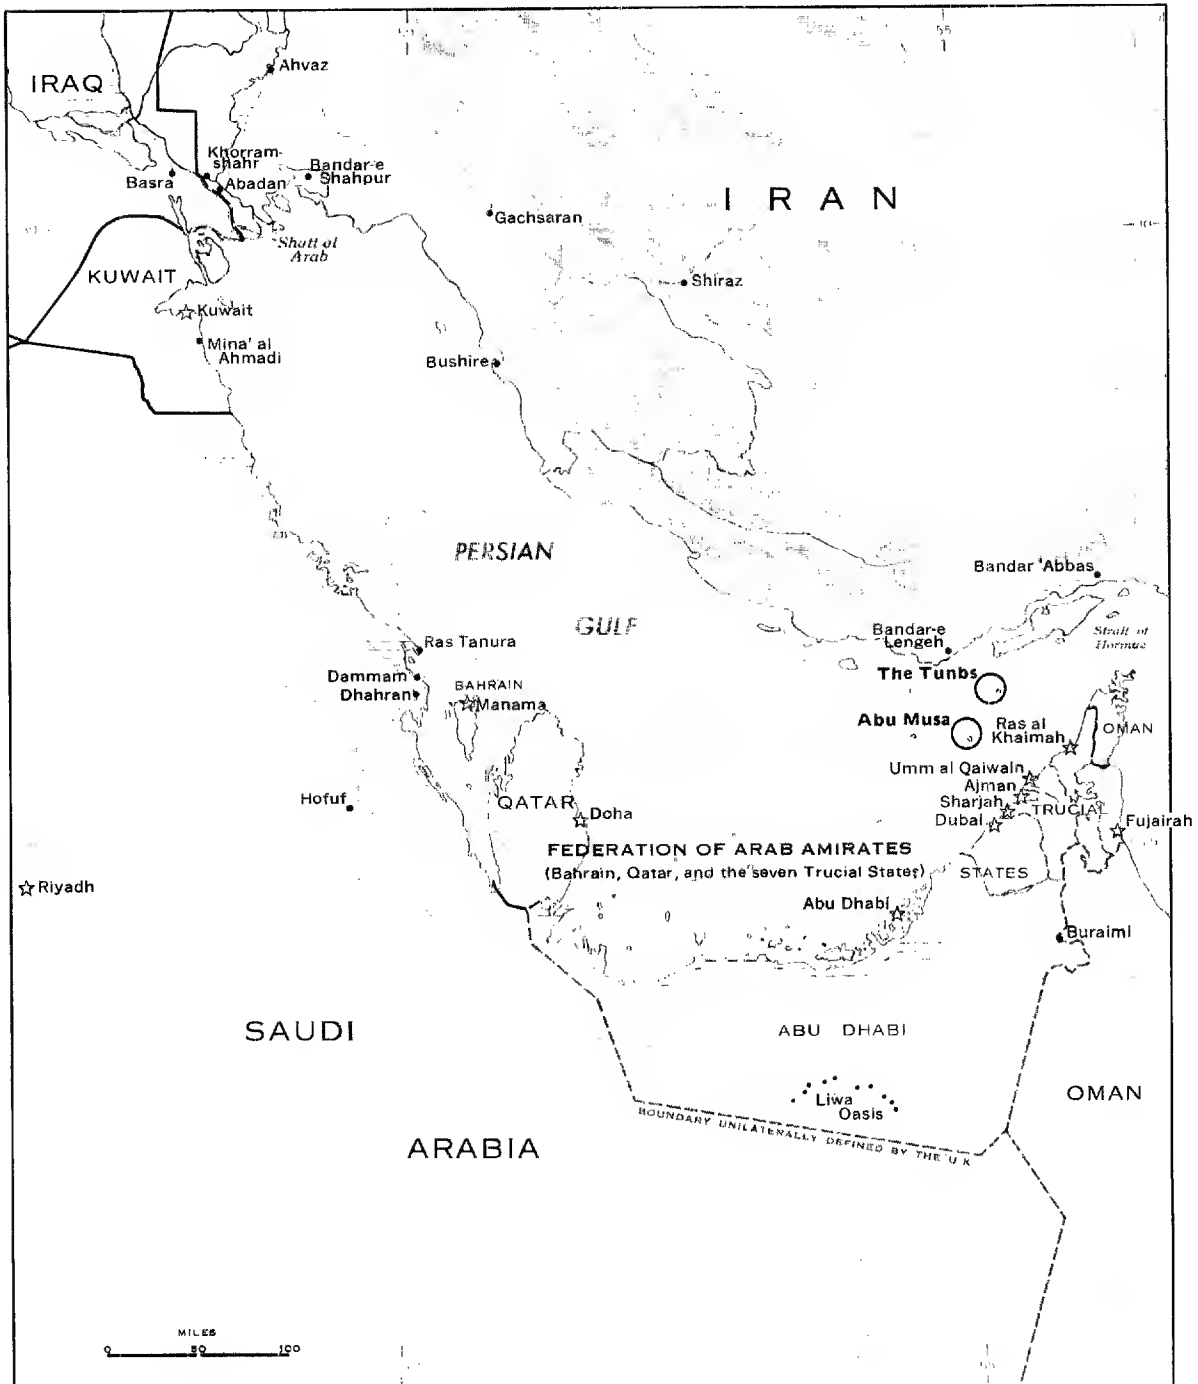 55
Ahvaz
IRAQ
Khorram-
shahr
Bandar-e
Shahpur
Basra
Abadan
IRAN
Gachsaran
Shatt al
Arab
KUWAIT
Shiraz
Kuwait
Mina' al
Ahmadi
Bushire
PERSIAN
GULF
Bandar 'Abbas
Strait of
Hormuz
Bandar-e
Lengeh
Ras Tanura
The Tunbs
Dammam
Dhahran
BAHRAIN
Manama
Abu Musa
Ras al
Khaimah
OMAN
Umm al Qaiwain
Ajman
Sharjah
Dubai
TRUCIAL
STATES
Fujairah
Hofuf
QATAR
Doha
FEDERATION OF ARAB AMIRATES
(Bahrain, Qatar, and the seven Trucial States)
Riyadh
Abu Dhabi
Buraimi
SAUDI
ARABIA
ABU DHABI
Liwa
Oasis
OMAN
BOUNDARY UNILATERALLY DEFINED BY THE U K
MILES
0 50 100